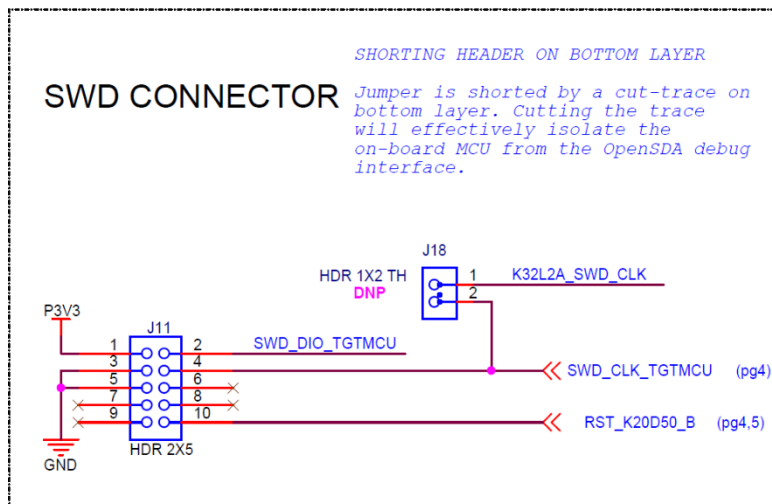 SHORTING HEADER ON BOTTOM LAYER
SWD CONNECTOR
Jumper is shorted by a cut-trace on
bottom layer. Cutting the trace
will effectively isolate the
on-board MCU from the OpenSDA debug
interface.
J18
HDR 1X2 TH
DNP
1
K32L2A_SWD_CLK
2
P3V3
J11
1
2
SWD_DIO_TGTMCU
3
4
SWD_CLK_TGTMCU (pg4)
5
6
7
8
9
10
RST_K20D50_B (pg4,5)
HDR 2X5
GND